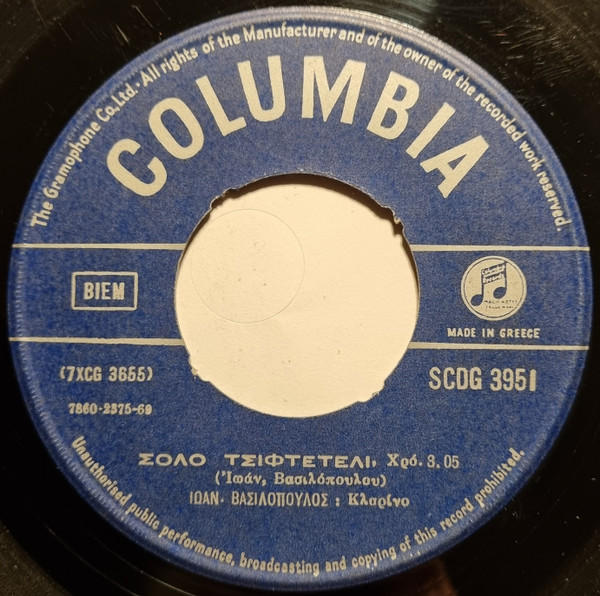 The Gramophone Co.Ltd. All rights of the Manufacturer and of the owner of the recorded work reserved.
COLUMBIA
BIEM
Columbia
Records
MADE IN GREECE
(7XCG 3655)
SCDG 3951
7860-2375-69
ΣΟΛΟ ΤΣΙΦΤΕΤΕΛΙ, Χρό. 3.05
(Ἰωάν, Βασιλόπουλου)
ΙΩΑΝ. ΒΑΣΙΛΟΠΟΥΛΟΣ : Κλαρίνο
Unauthorised public performance, broadcasting and copying of this record prohibited.